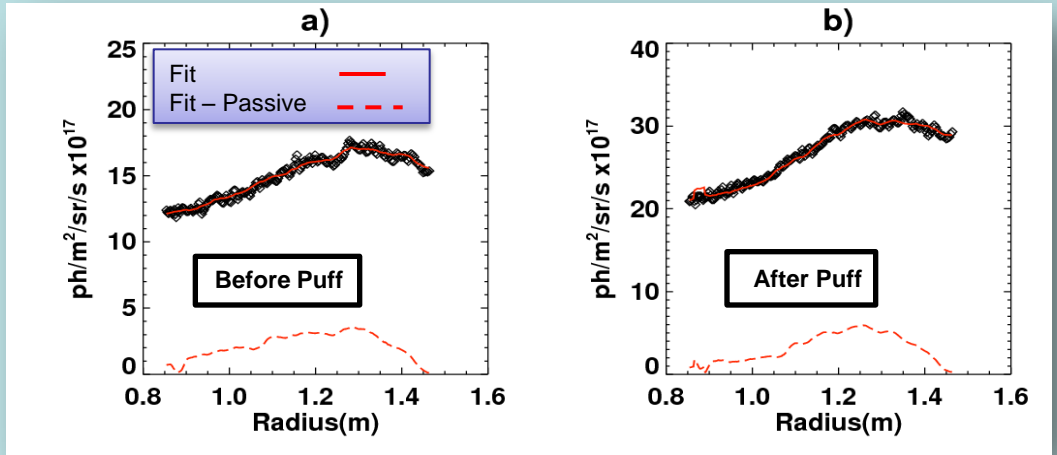 a)
25
20
15
10
5
0
ph/m²/sr/s x10¹⁷
Fit
Fit – Passive
Before Puff
0.8 1.0 1.2 1.4 1.6
Radius(m)
b)
40
30
20
10
0
ph/m²/sr/s x10¹⁷
After Puff
0.8 1.0 1.2 1.4 1.6
Radius(m)